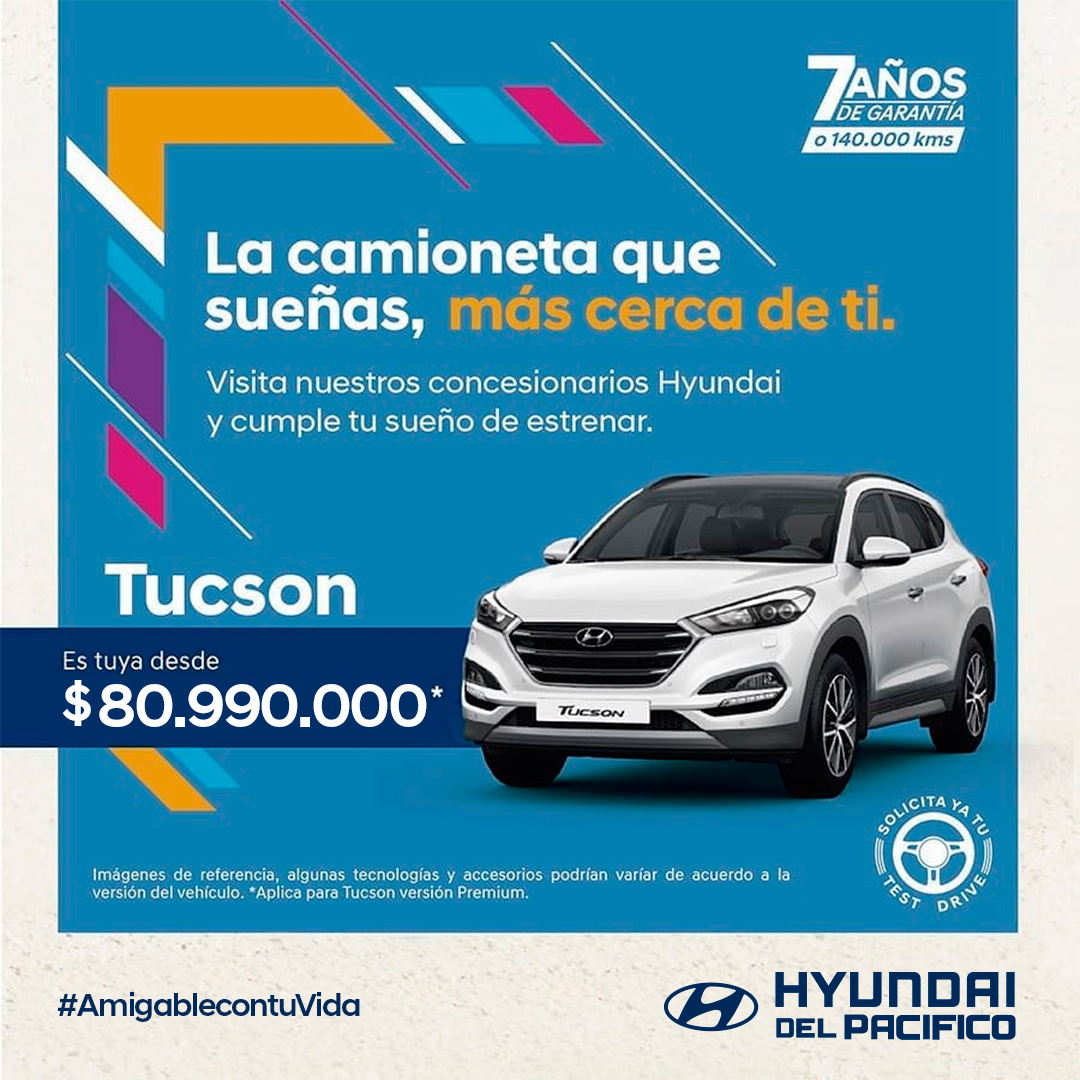 7 AÑOS
DE GARANTÍA
o 140.000 kms
La camioneta que
sueñas, más cerca de ti.
Visita nuestros concesionarios Hyundai
y cumple tu sueño de estrenar.
Tucson
Es tuya desde
$80.990.000*
TUCSON
SOLICITA YA TU
TEST DRIVE
Imágenes de referencia, algunas tecnologías y accesorios podrían varíar de acuerdo a la
versión del vehículo. *Aplica para Tucson versión Premium.
#AmigablecontuVida
HYUNDAI
DEL PACIFICO